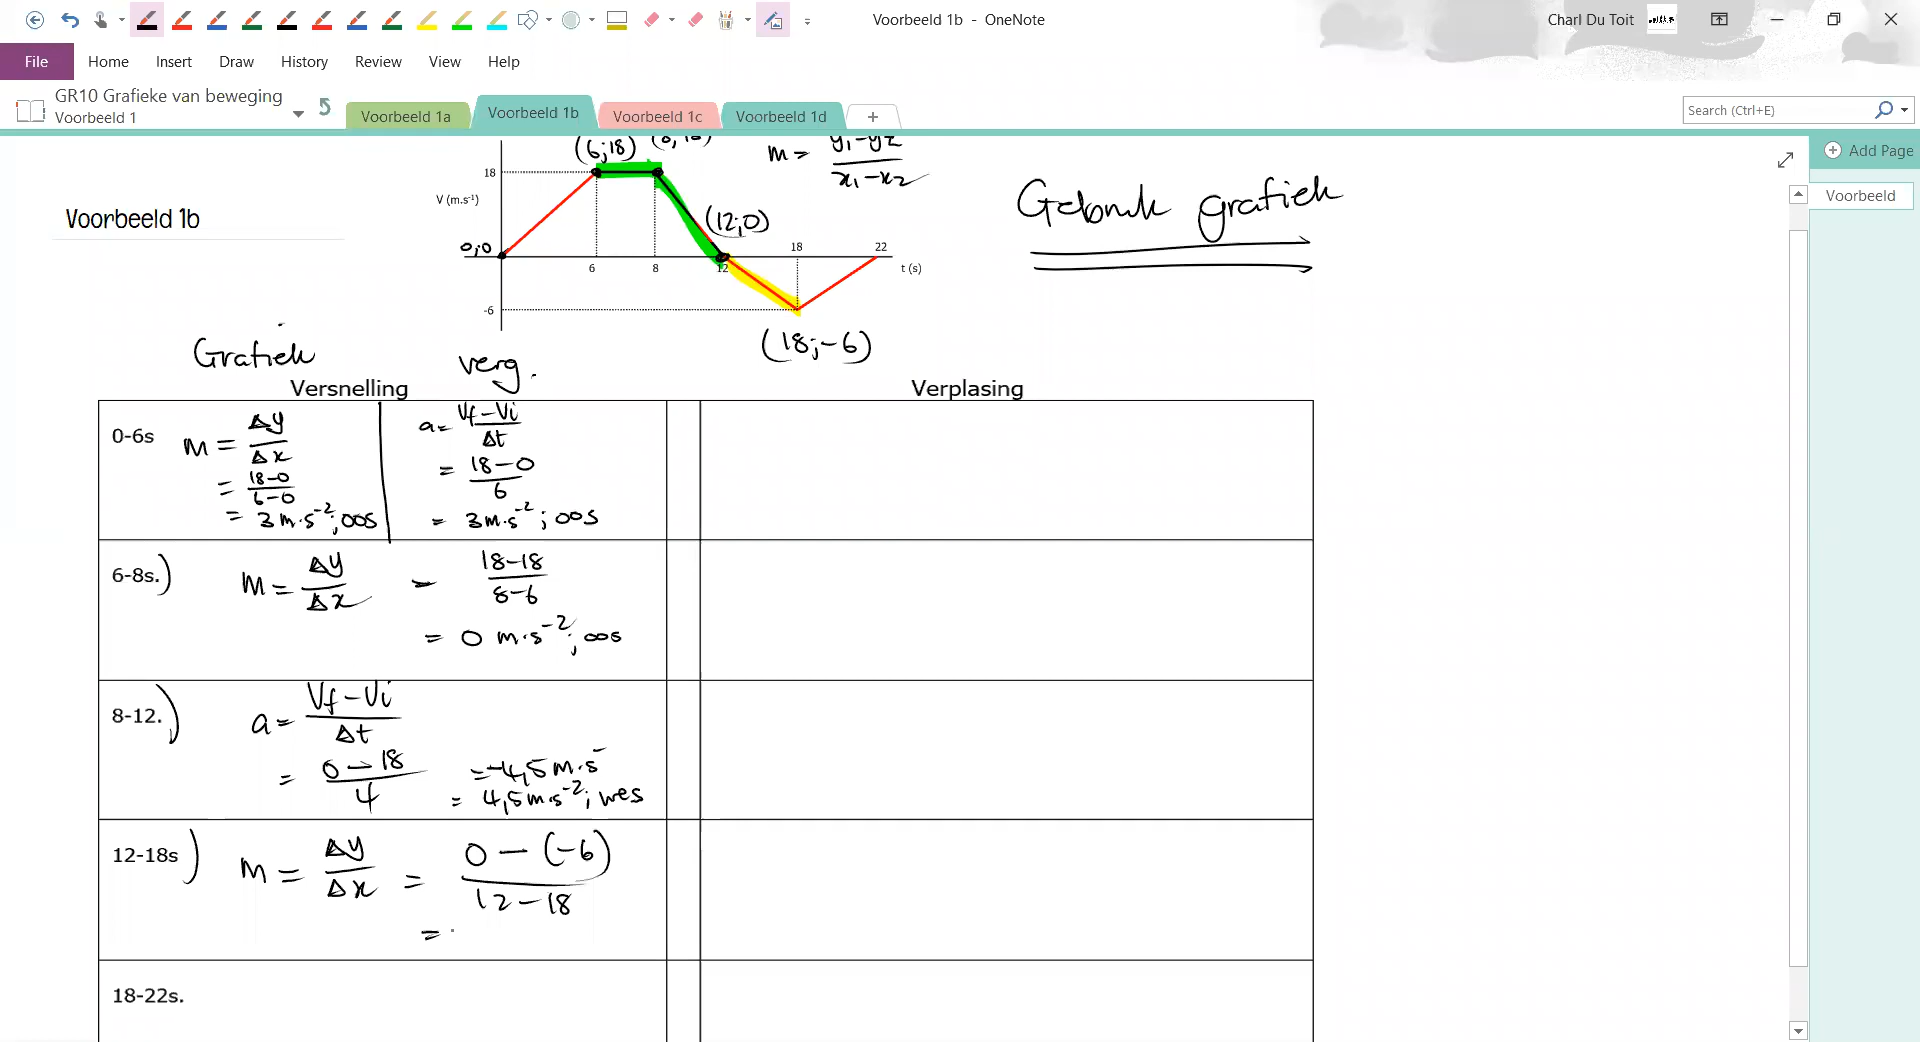 Voorbeeld 1b - OneNote
Charl Du Toit
File Home Insert Draw History Review View Help
GR10 Grafieke van beweging
Voorbeeld 1
Voorbeeld 1a Voorbeeld 1b Voorbeeld 1c Voorbeeld 1d +
Search (Ctrl+E)
Add Page
Voorbeeld
Voorbeeld 1b
(6;18)
m = y₁-y₂
x₁-x₂
18
V (m.s⁻¹)
0;0
(12;0)
18 22
6 8 12 t (s)
-6
(18;-6)
Gebruik grafiek
Grafiek verg.
Versnelling Verplasing
0-6s
m = Δy
Δx
= 18-0
6-0
= 3 m·s⁻²; oos
a = Vf-Vi
Δt
= 18-0
6
= 3 m·s⁻²; oos
6-8s.)
m = Δy
Δx
= 18-18
8-6
= 0 m·s⁻²; oos
8-12.)
a = Vf-Vi
Δt
= 0-18
4
= -4,5 m·s⁻
= 4,5 m·s⁻²; wes
12-18s)
m = Δy
Δx
= 0-(-6)
12-18
=
18-22s.